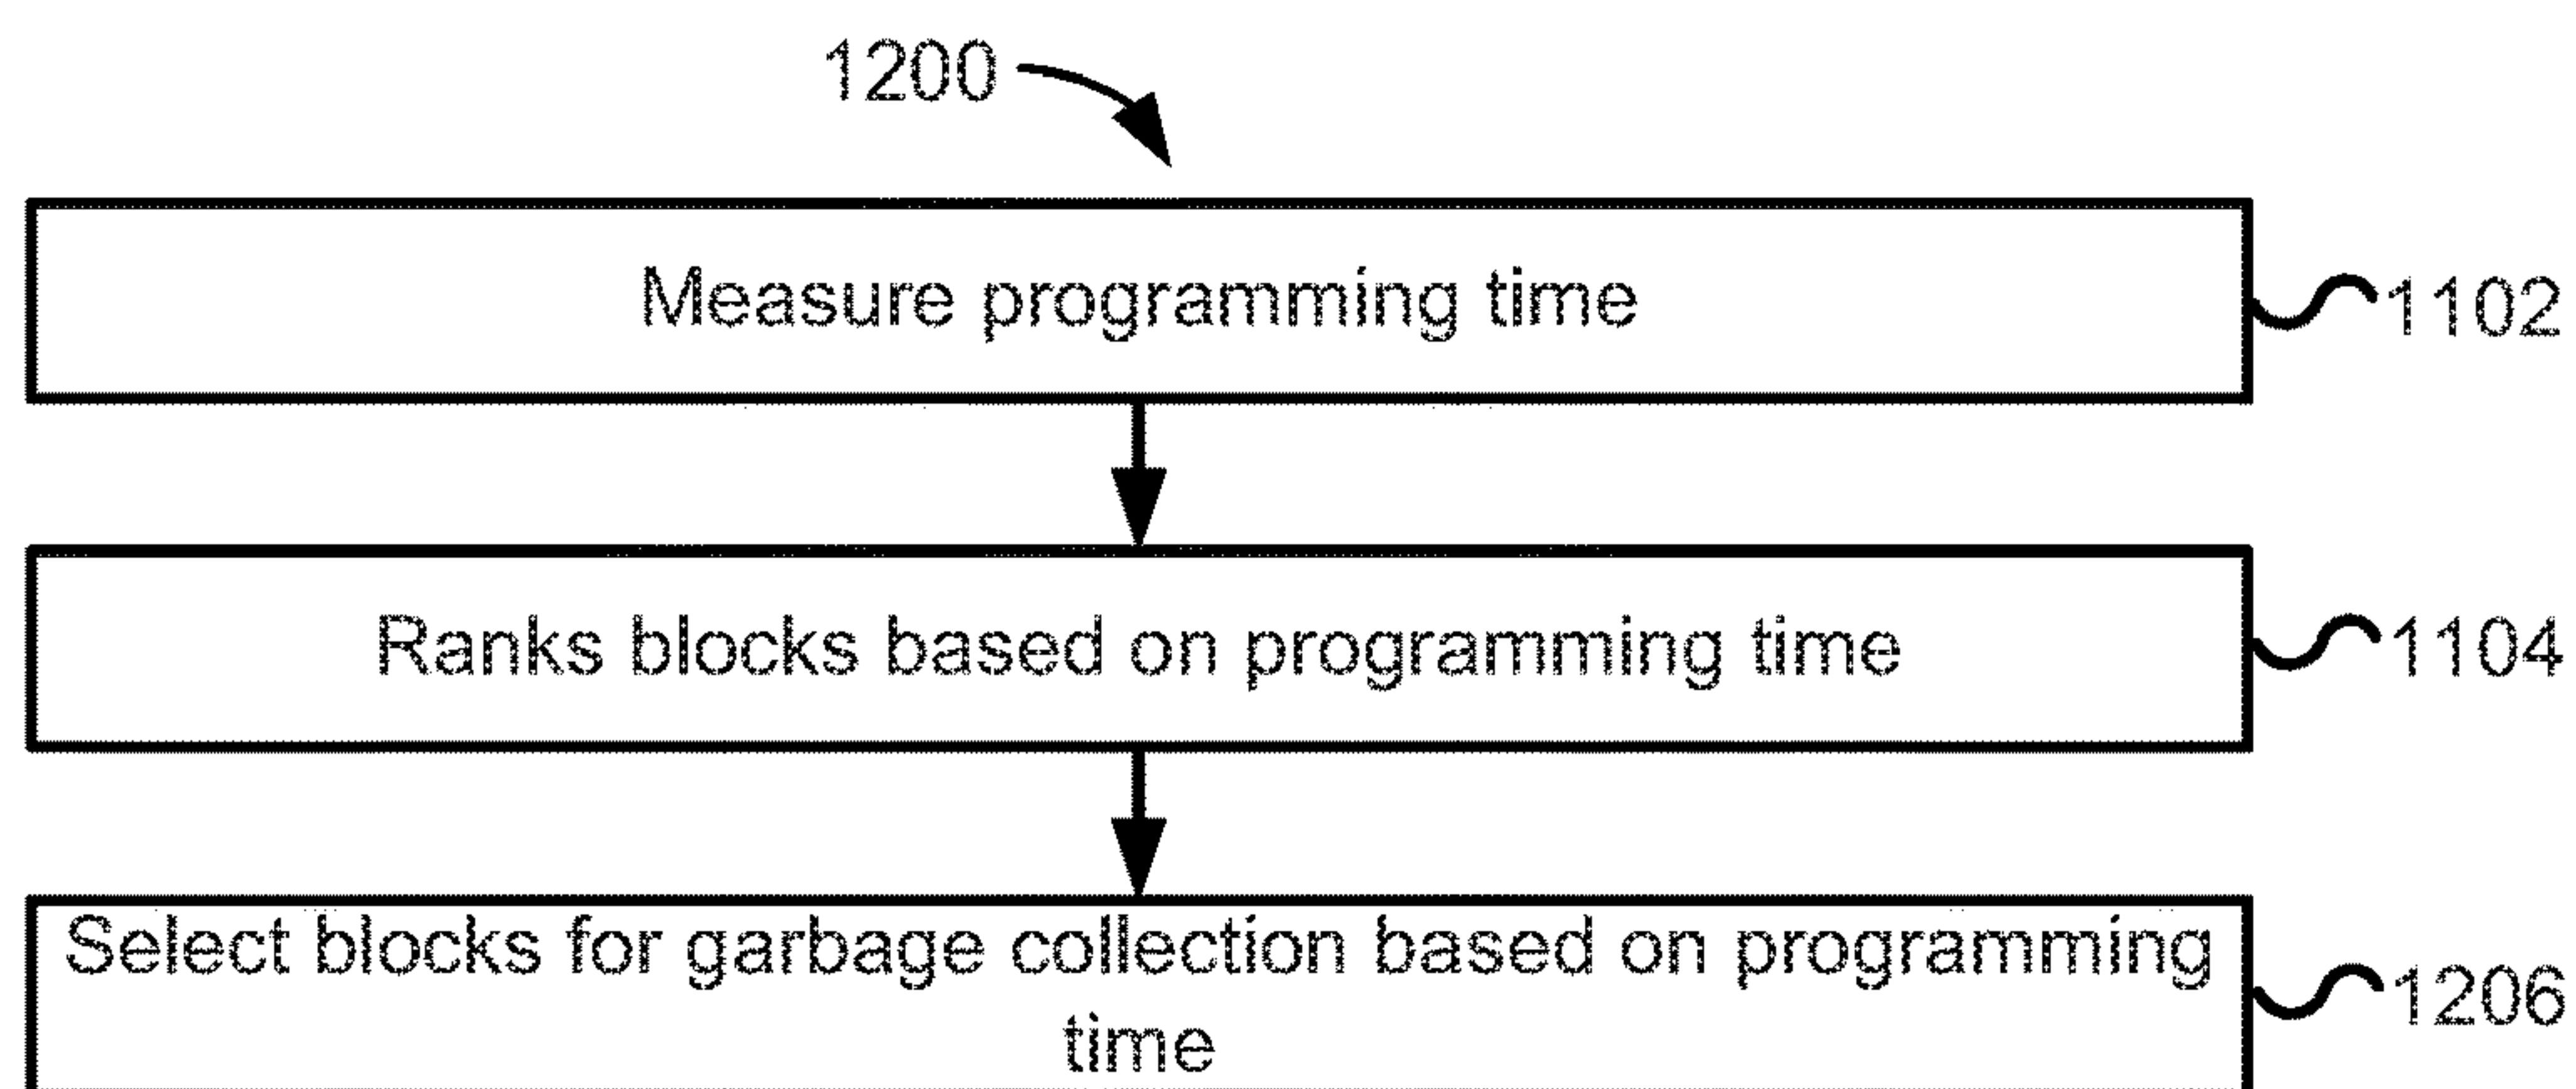 1200
Measure programming time
1102
Ranks blocks based on programming time
1104
Select blocks for garbage collection based on programming
time
1206